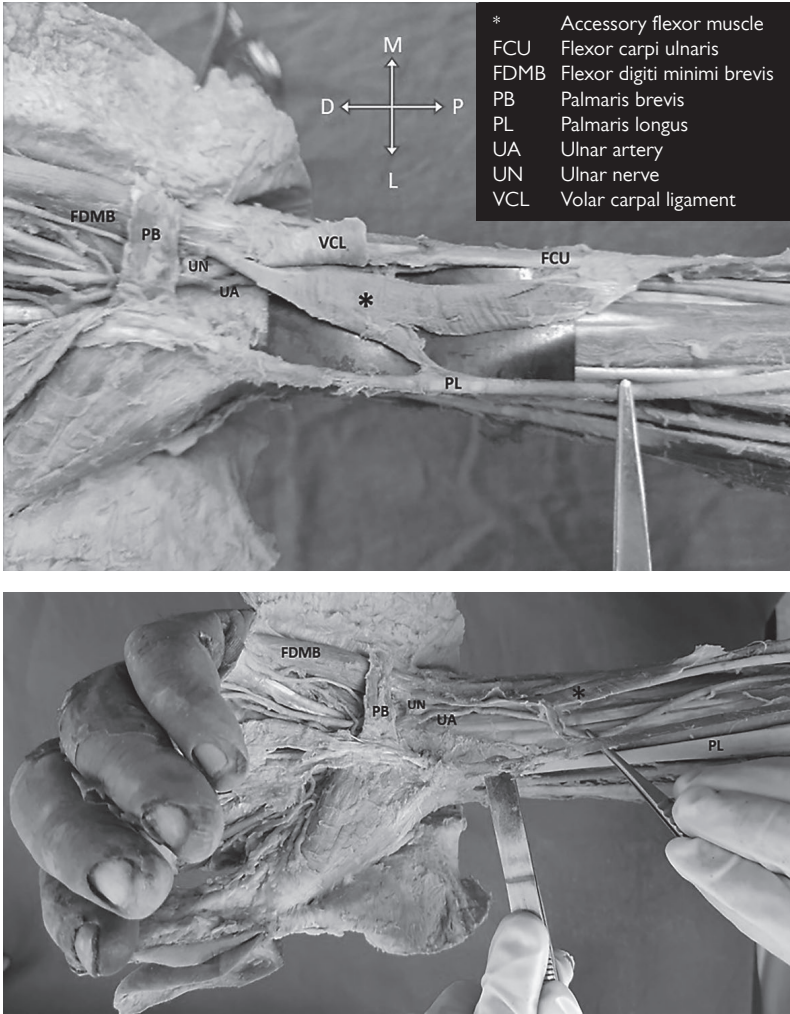 * Accessory flexor muscle
FCU Flexor carpi ulnaris
FDMB Flexor digiti minimi brevis
PB Palmaris brevis
PL Palmaris longus
UA Ulnar artery
UN Ulnar nerve
VCL Volar carpal ligament
M
D P
L
FDMB
PB
VCL
UN
FCU
UA
*
PL
FDMB
*
PB
UN
UA
PL